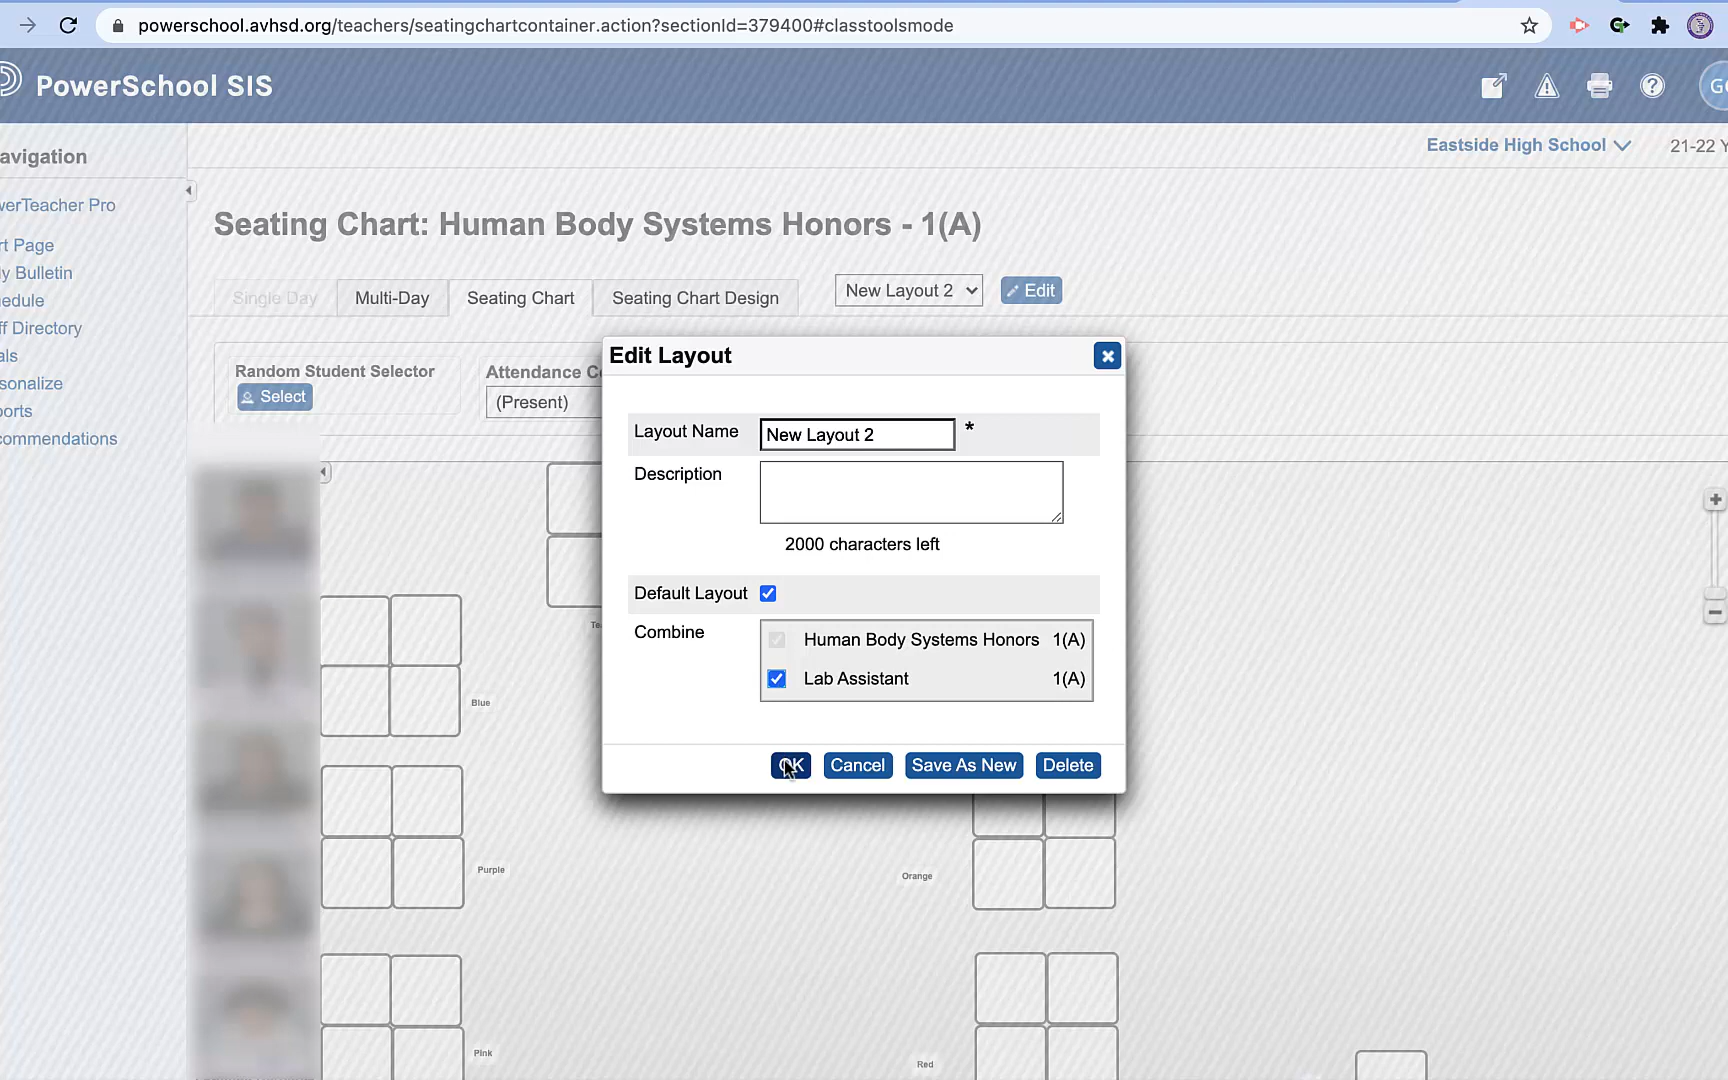 powerschool.avhsd.org/teachers/seatingchartcontainer.action?sectionId=379400#classtoolsmode
PowerSchool SIS
Eastside High School
21-22 Y
avigation
werTeacher Pro
rt Page
ly Bulletin
edule
ff Directory
als
sonalize
orts
commendations
Seating Chart: Human Body Systems Honors - 1(A)
Single Day
Multi-Day
Seating Chart
Seating Chart Design
New Layout 2
Edit
Random Student Selector
Select
Attendance C
(Present)
Edit Layout
Layout Name
New Layout 2
*
Description
2000 characters left
Default Layout
Combine
Human Body Systems Honors 1(A)
Lab Assistant 1(A)
OK
Cancel
Save As New
Delete
Te
Blue
Purple
Orange
Pink
Red